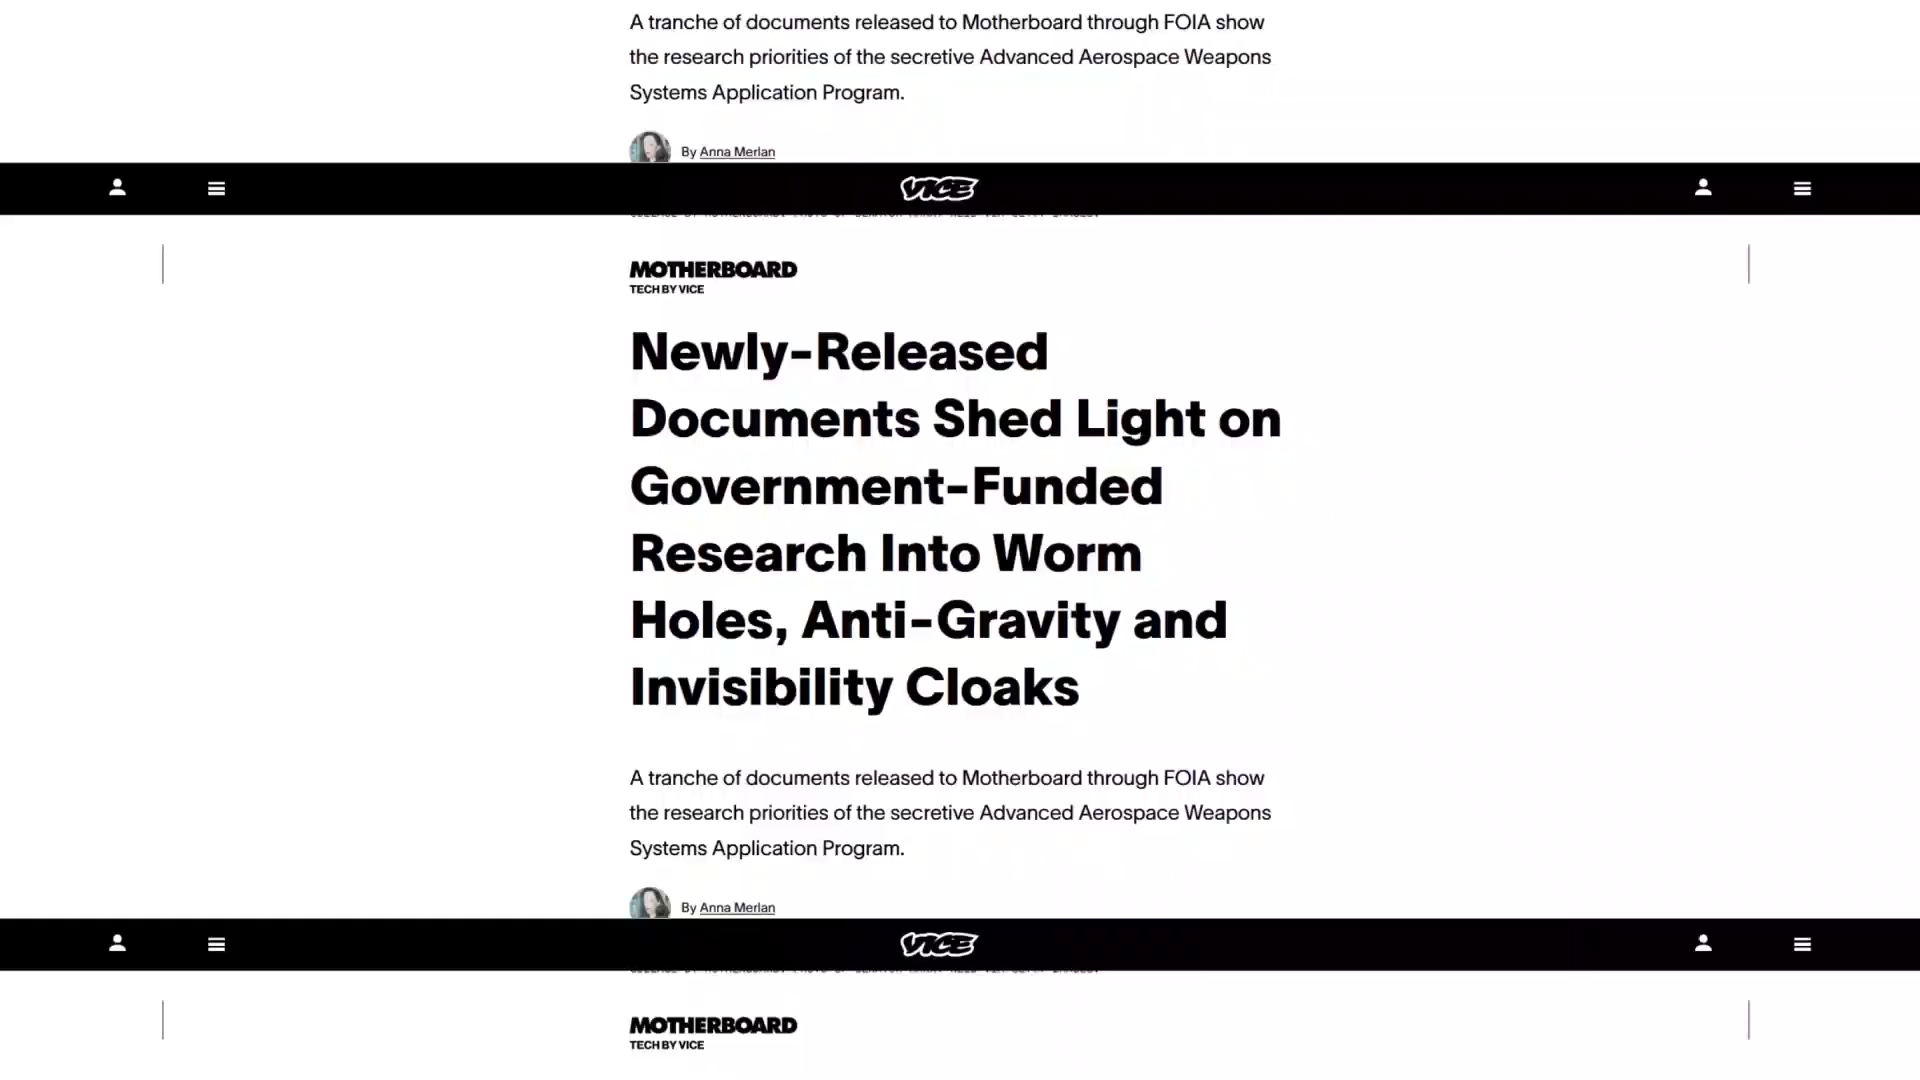 A tranche of documents released to Motherboard through FOIA show
the research priorities of the secretive Advanced Aerospace Weapons
Systems Application Program.
By Anna Merlan
VICE
MOTHERBOARD
TECH BY VICE
Newly-Released
Documents Shed Light on
Government-Funded
Research Into Worm
Holes, Anti-Gravity and
Invisibility Cloaks
A tranche of documents released to Motherboard through FOIA show
the research priorities of the secretive Advanced Aerospace Weapons
Systems Application Program.
By Anna Merlan
VICE
MOTHERBOARD
TECH BY VICE